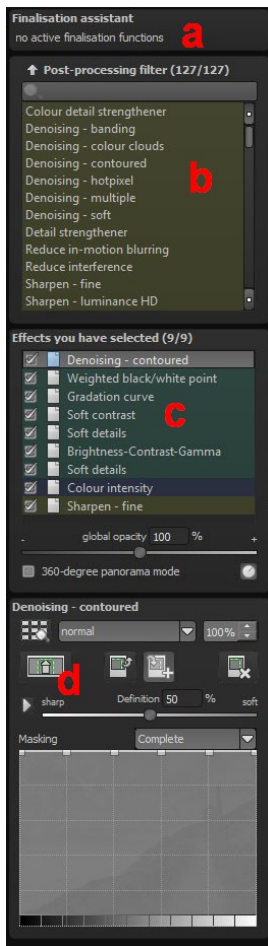 Finalisation assistant
no active finalisation functions
a
Post-processing filter (127/127)
Colour detail strengthener
Denoising - banding
Denoising - colour clouds
Denoising - contoured
Denoising - hotpixel
b
Denoising - multiple
Denoising - soft
Detail strengthener
Reduce in-motion blurring
Reduce interference
Sharpen - fine
Sharpen - luminance HD
Effects you have selected (9/9)
Denoising - contoured
Weighted black/white point
Gradation curve
Soft contrast
c
Soft details
Brightness-Contrast-Gamma
Soft details
Colour intensity
Sharpen - fine
- global opacity 100 % +
360-degree panorama mode
Denoising - contoured
normal 100%
d
sharp Definition 50 % soft
Masking Complete